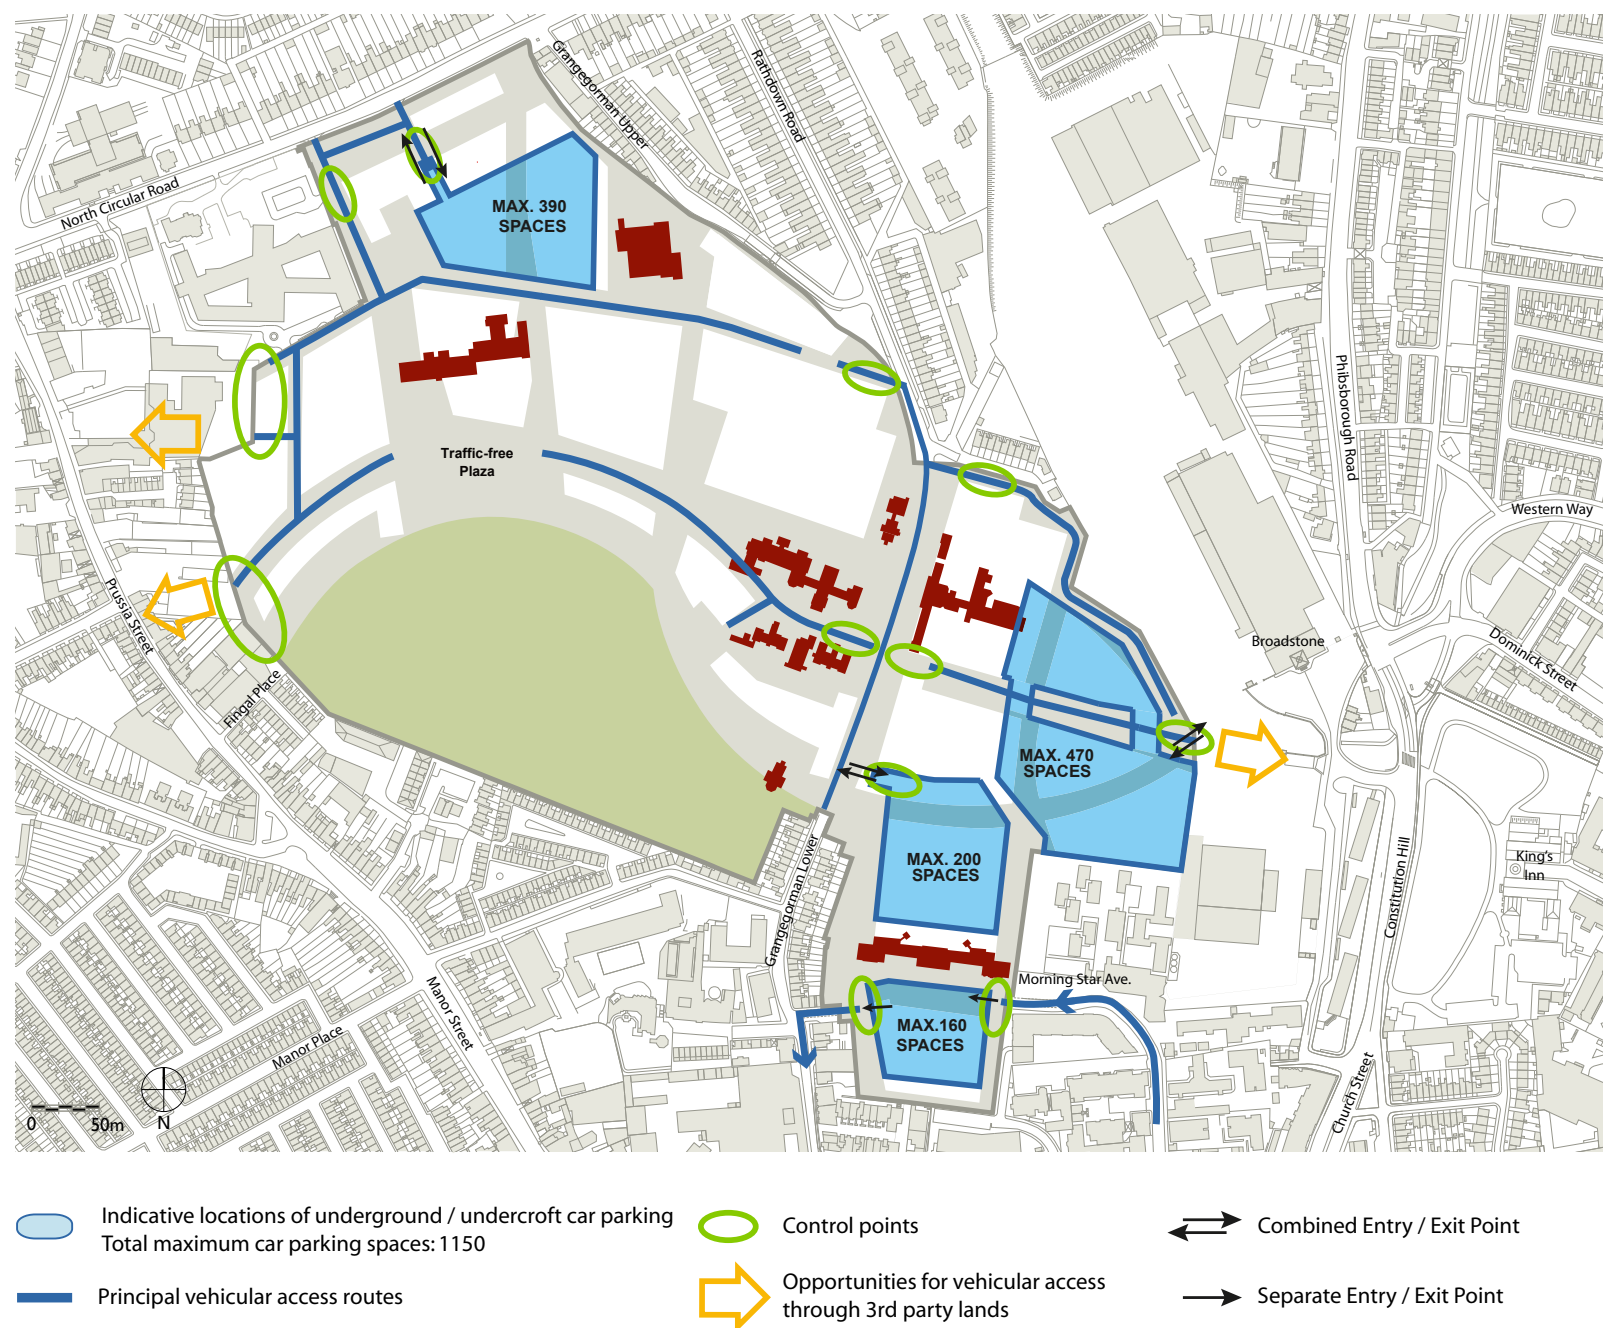 Grangegorman Upper
Rathdown Road
North Circular Road
MAX. 390
SPACES
Phibsborough Road
Traffic-free
Plaza
Western Way
Prussia Street
Broadstone
Dominick Street
Fingal Place
MAX. 470
SPACES
Grangegorman Lower
MAX. 200
SPACES
Constitution Hill
King's
Inn
Morning Star Ave.
Manor Street
MAX.160
SPACES
Manor Place
Church Street
0
50m
N
Indicative locations of underground / undercroft car parking
Total maximum car parking spaces: 1150
Control points
Combined Entry / Exit Point
Principal vehicular access routes
Opportunities for vehicular access
through 3rd party lands
Separate Entry / Exit Point